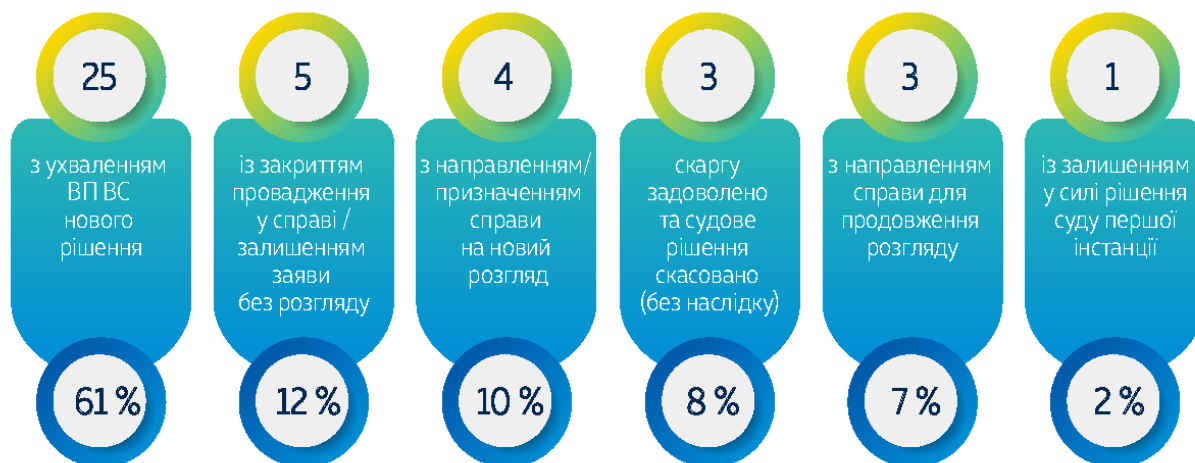 25
з ухваленням
ВП ВС
нового
рішення
61 %
5
із закриттям
провадження
у справі /
залишенням
заяви
без розгляду
12 %
4
з направленням/
призначенням
справи
на новий
розгляд
10 %
3
скаргу
задоволено
та судове
рішення
скасовано
(без наслідку)
8 %
3
з направленням
справи для
продовження
розгляду
7 %
1
із залишенням
у силі рішення
суду першої
інстанції
2 %